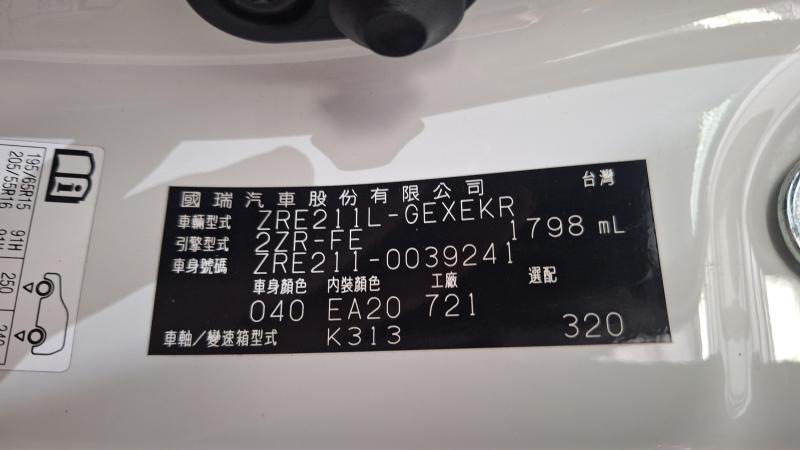 國瑞汽車股份有限公司 台灣
車輛型式 ZRE211L-GEXEKR
引擎型式 2ZR-FE 1798 mL
車身號碼 ZRE211-0039241
車身顏色 內裝顏色 工廠 選配
040 EA20 721
車軸/變速箱型式 K313 320
195/65R15 91H 250 240
205/55R16